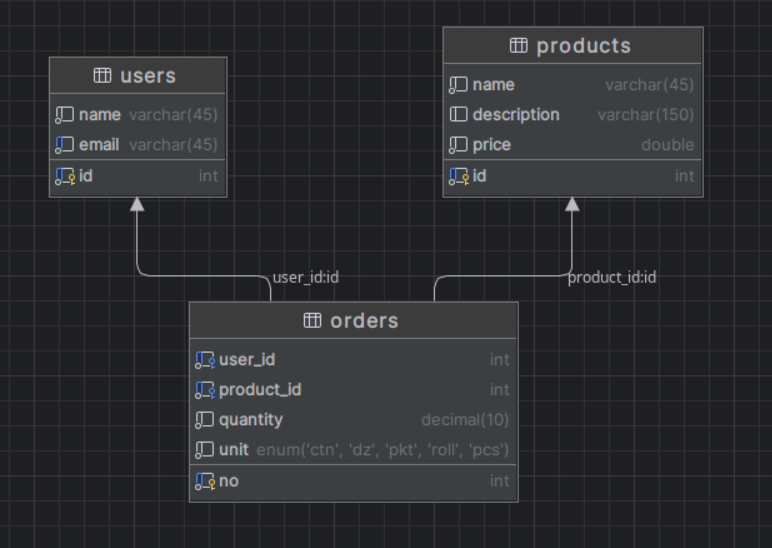 users
name varchar(45)
email varchar(45)
id int
products
name varchar(45)
description varchar(150)
price double
id int
user_id:id
product_id:id
orders
user_id int
product_id int
quantity decimal(10)
unit enum('ctn', 'dz', 'pkt', 'roll', 'pcs')
no int